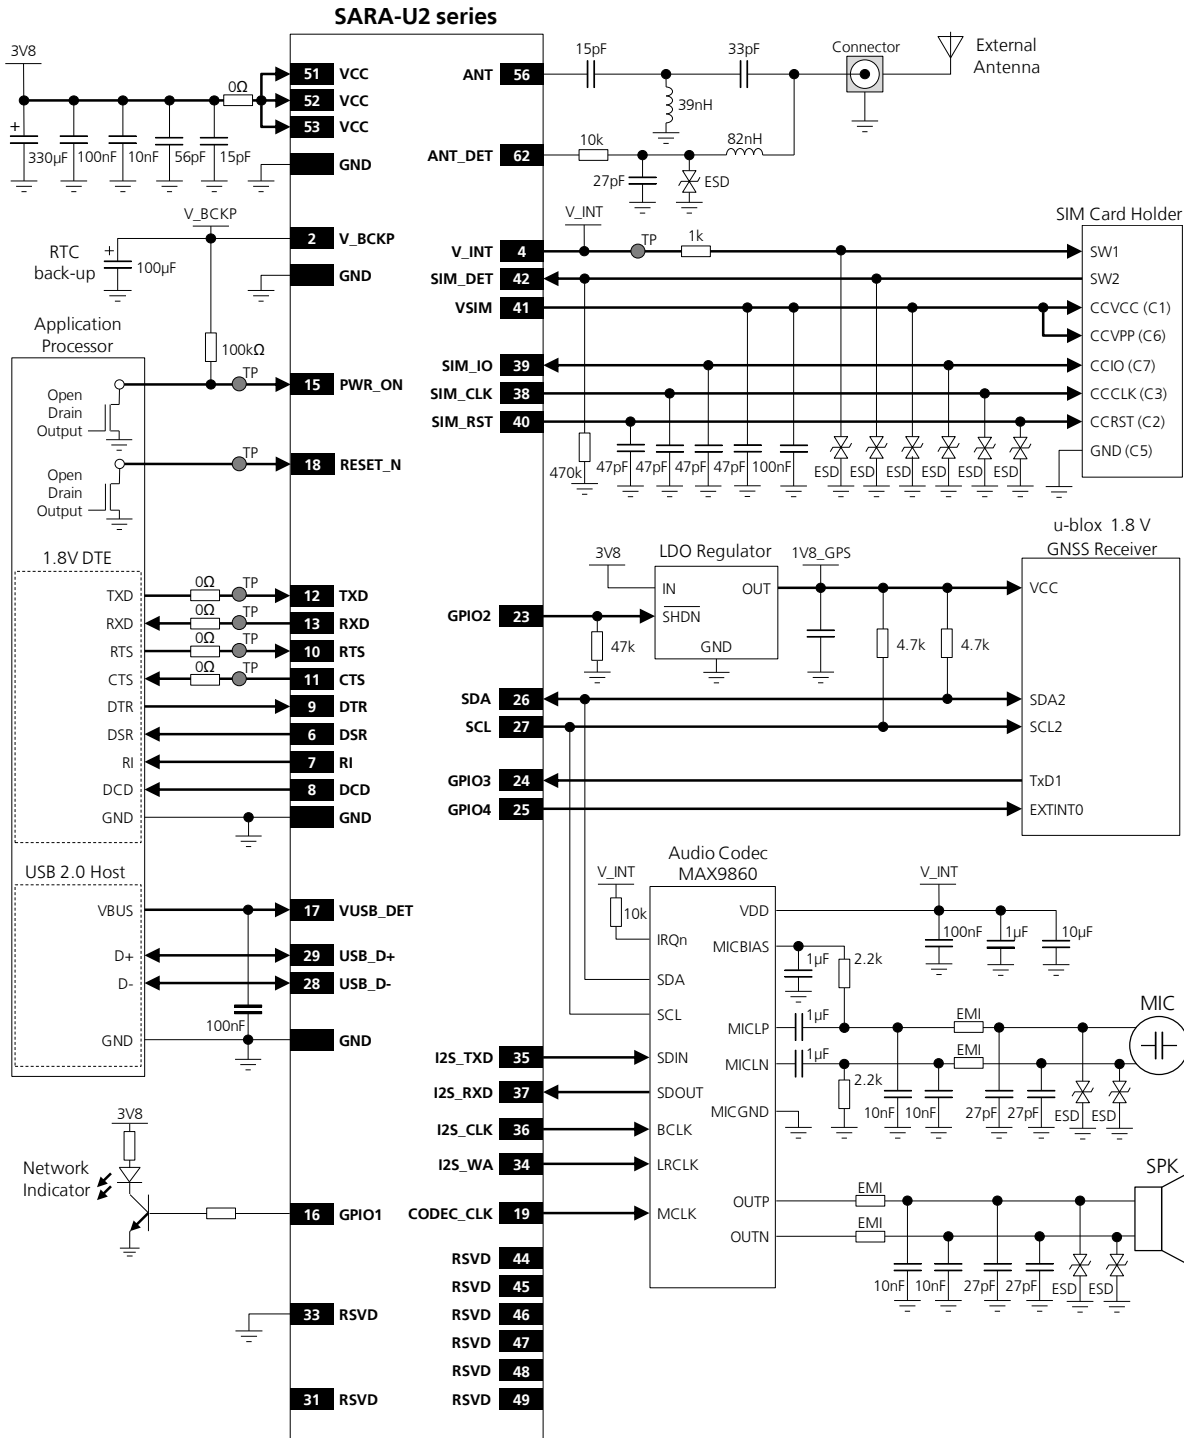 SARA-U2 series
3V8
0Ω
+
330µF 100nF 10nF 56pF 15pF
51 VCC
52 VCC
53 VCC
GND
V_BCKP
2 V_BCKP
GND
RTC
back-up
+
100µF
Application
Processor
100kΩ
TP
15 PWR_ON
Open
Drain
Output
TP
18 RESET_N
Open
Drain
Output
1.8V DTE
TXD 0Ω TP 12 TXD
RXD 0Ω TP 13 RXD
RTS 0Ω TP 10 RTS
CTS 0Ω TP 11 CTS
DTR 9 DTR
DSR 6 DSR
RI 7 RI
DCD 8 DCD
GND GND
USB 2.0 Host
VBUS 17 VUSB_DET
D+ 29 USB_D+
D- 28 USB_D-
100nF
GND GND
3V8
Network
Indicator
16 GPIO1
33 RSVD
31 RSVD
ANT 56
15pF 33pF
39nH
Connector
External
Antenna
ANT_DET 62
10k
82nH
27pF
ESD
V_INT
SIM Card Holder
V_INT 4 TP 1k SW1
SIM_DET 42 SW2
VSIM 41 CCVCC (C1)
CCVPP (C6)
SIM_IO 39 CCIO (C7)
SIM_CLK 38 CCCLK (C3)
SIM_RST 40 CCRST (C2)
GND (C5)
470k 47pF 47pF 47pF 47pF 100nF ESD ESD ESD ESD ESD ESD
u-blox 1.8 V
GNSS Receiver
3V8 LDO Regulator 1V8_GPS
IN OUT
VCC
GPIO2 23
SHDN
47k
GND
4.7k 4.7k
SDA 26 SDA2
SCL 27 SCL2
GPIO3 24 TxD1
GPIO4 25 EXTINT0
Audio Codec
MAX9860
V_INT
10k
IRQn
SDA
SCL
VDD
V_INT
100nF 1µF 10µF
MICBIAS
1µF
2.2k
MICLP 1µF EMI
MICLN 1µF EMI
MIC
2.2k
10nF 10nF 27pF 27pF ESD ESD
MICGND
I2S_TXD 35 SDIN
I2S_RXD 37 SDOUT
I2S_CLK 36 BCLK
I2S_WA 34 LRCLK
CODEC_CLK 19 MCLK
OUTP EMI
OUTN EMI
SPK
10nF 10nF 27pF 27pF ESD ESD
RSVD 44
RSVD 45
RSVD 46
RSVD 47
RSVD 48
RSVD 49